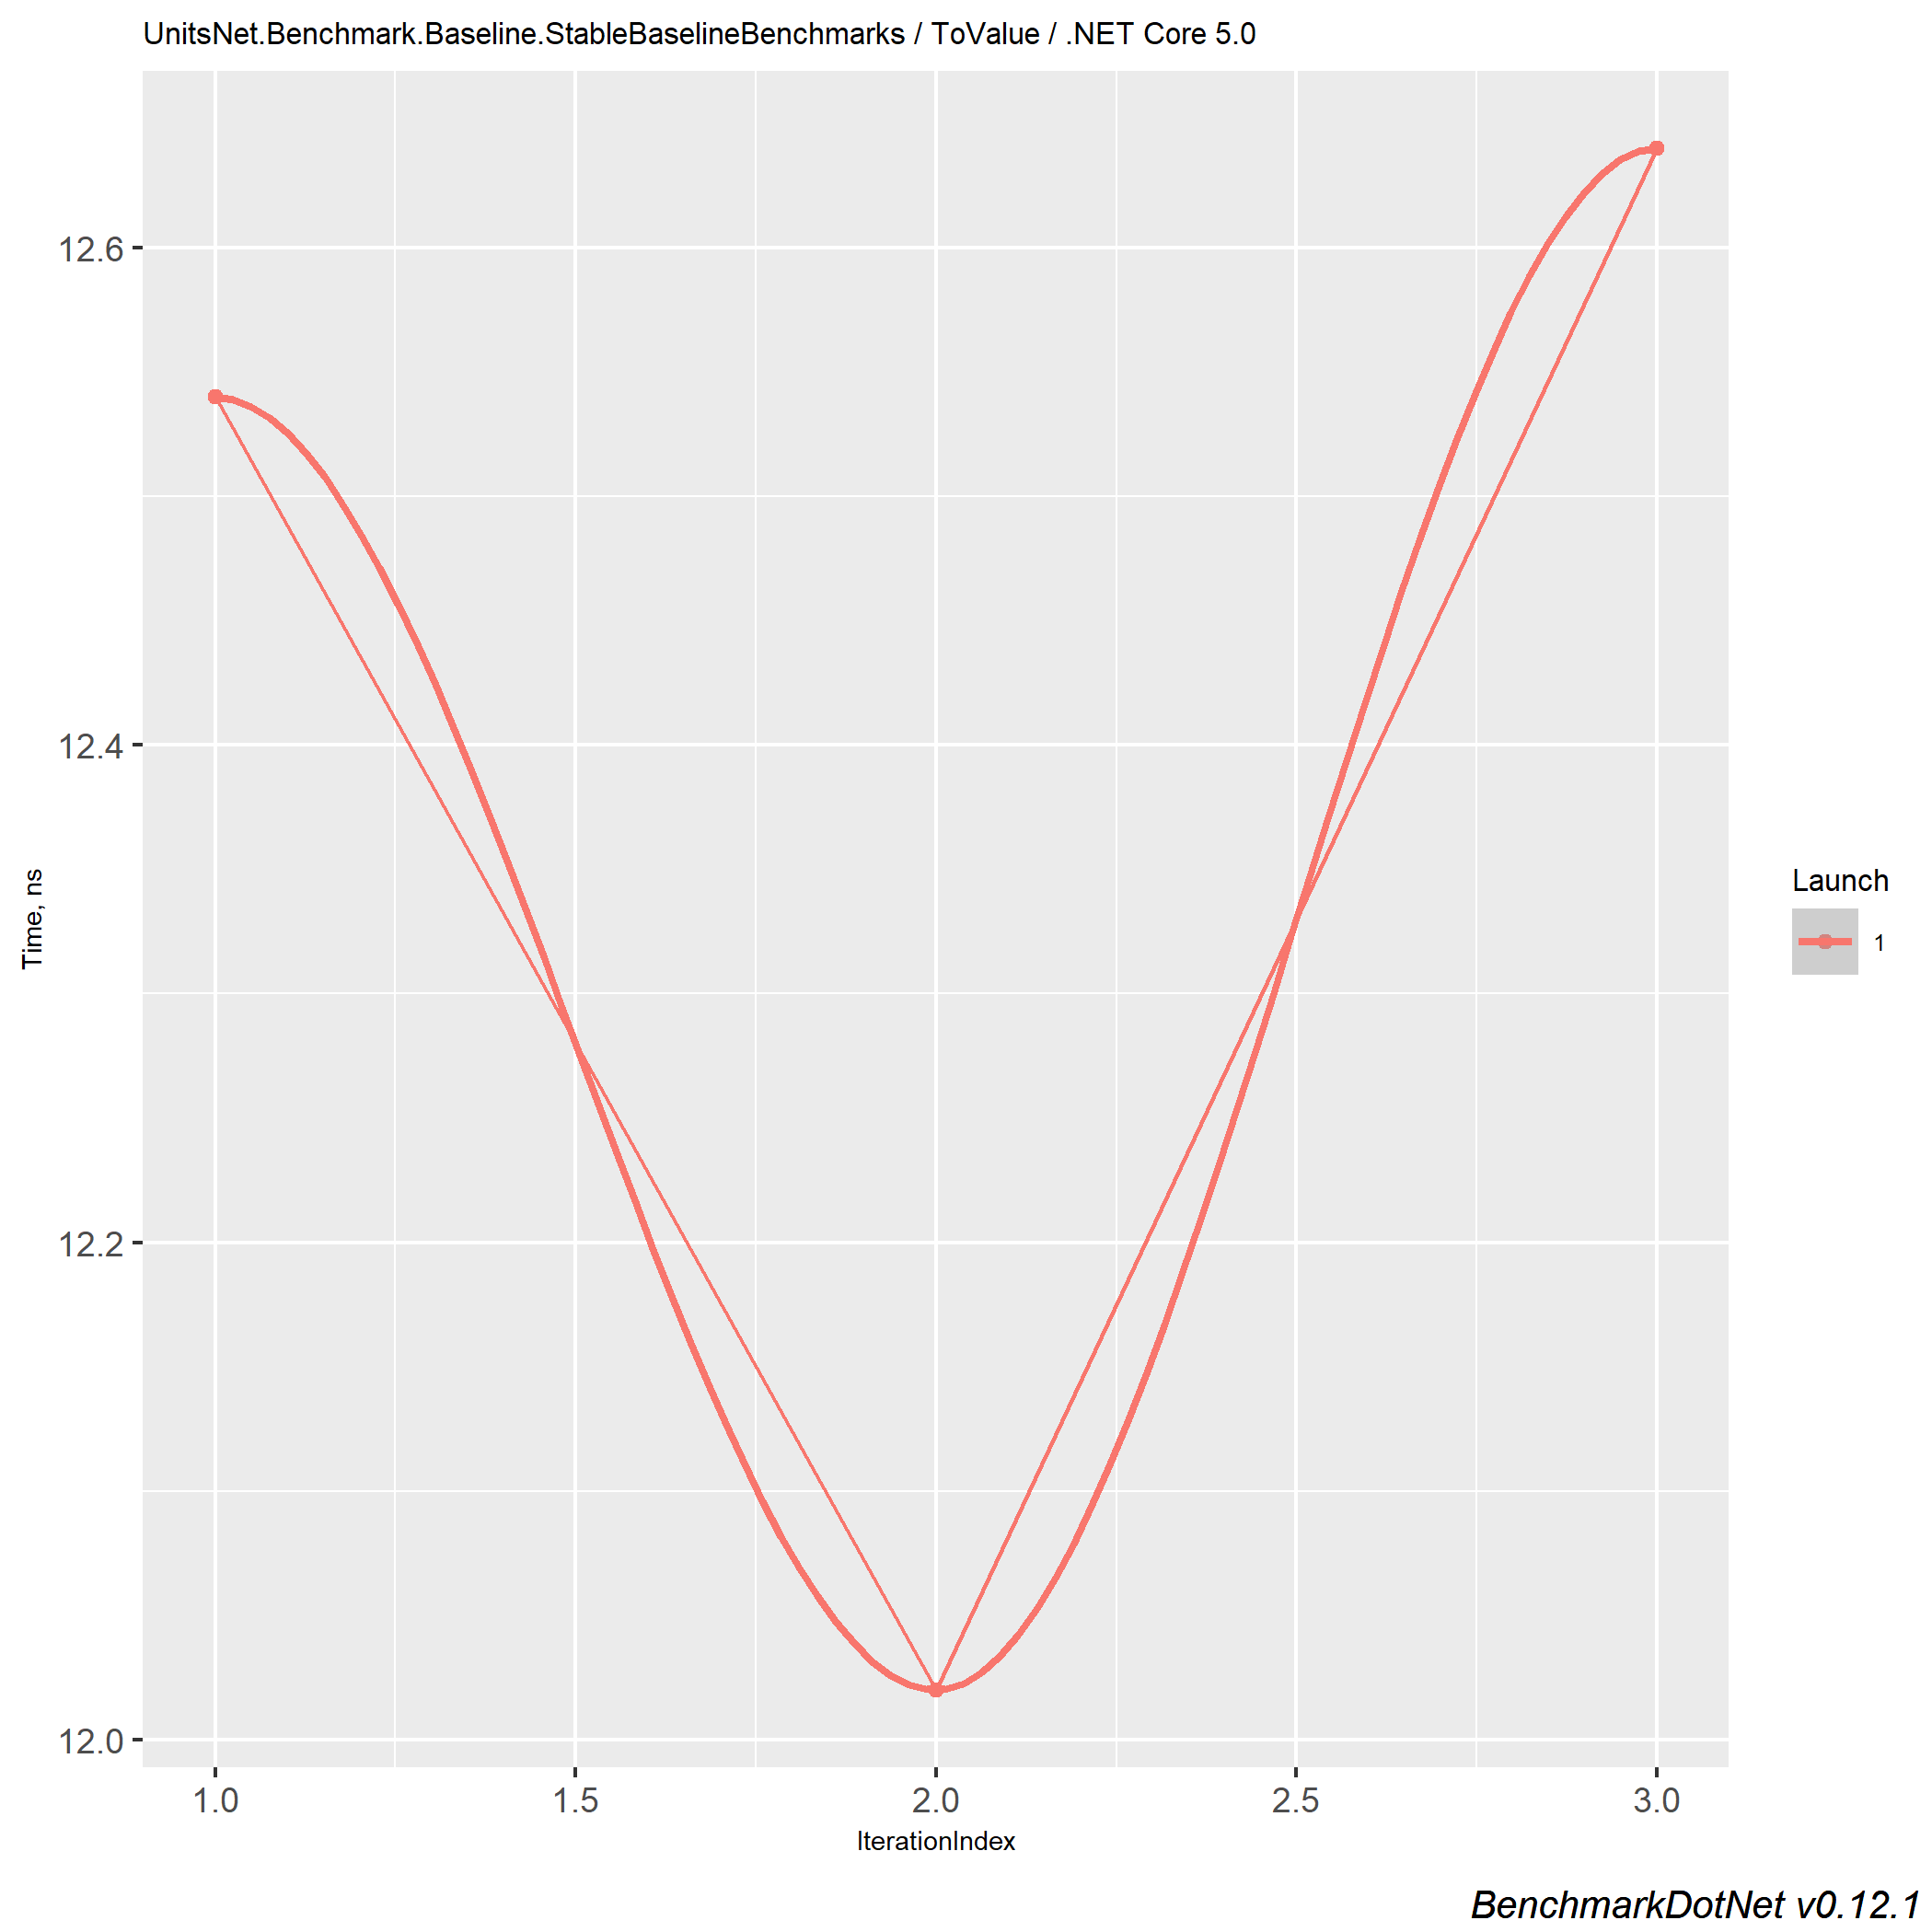 UnitsNet.Benchmark.Baseline.StableBaselineBenchmarks / ToValue / .NET Core 5.0
12.6
12.4
12.2
12.0
Time, ns
1.0 1.5 2.0 2.5 3.0
IterationIndex
Launch
1
BenchmarkDotNet v0.12.1